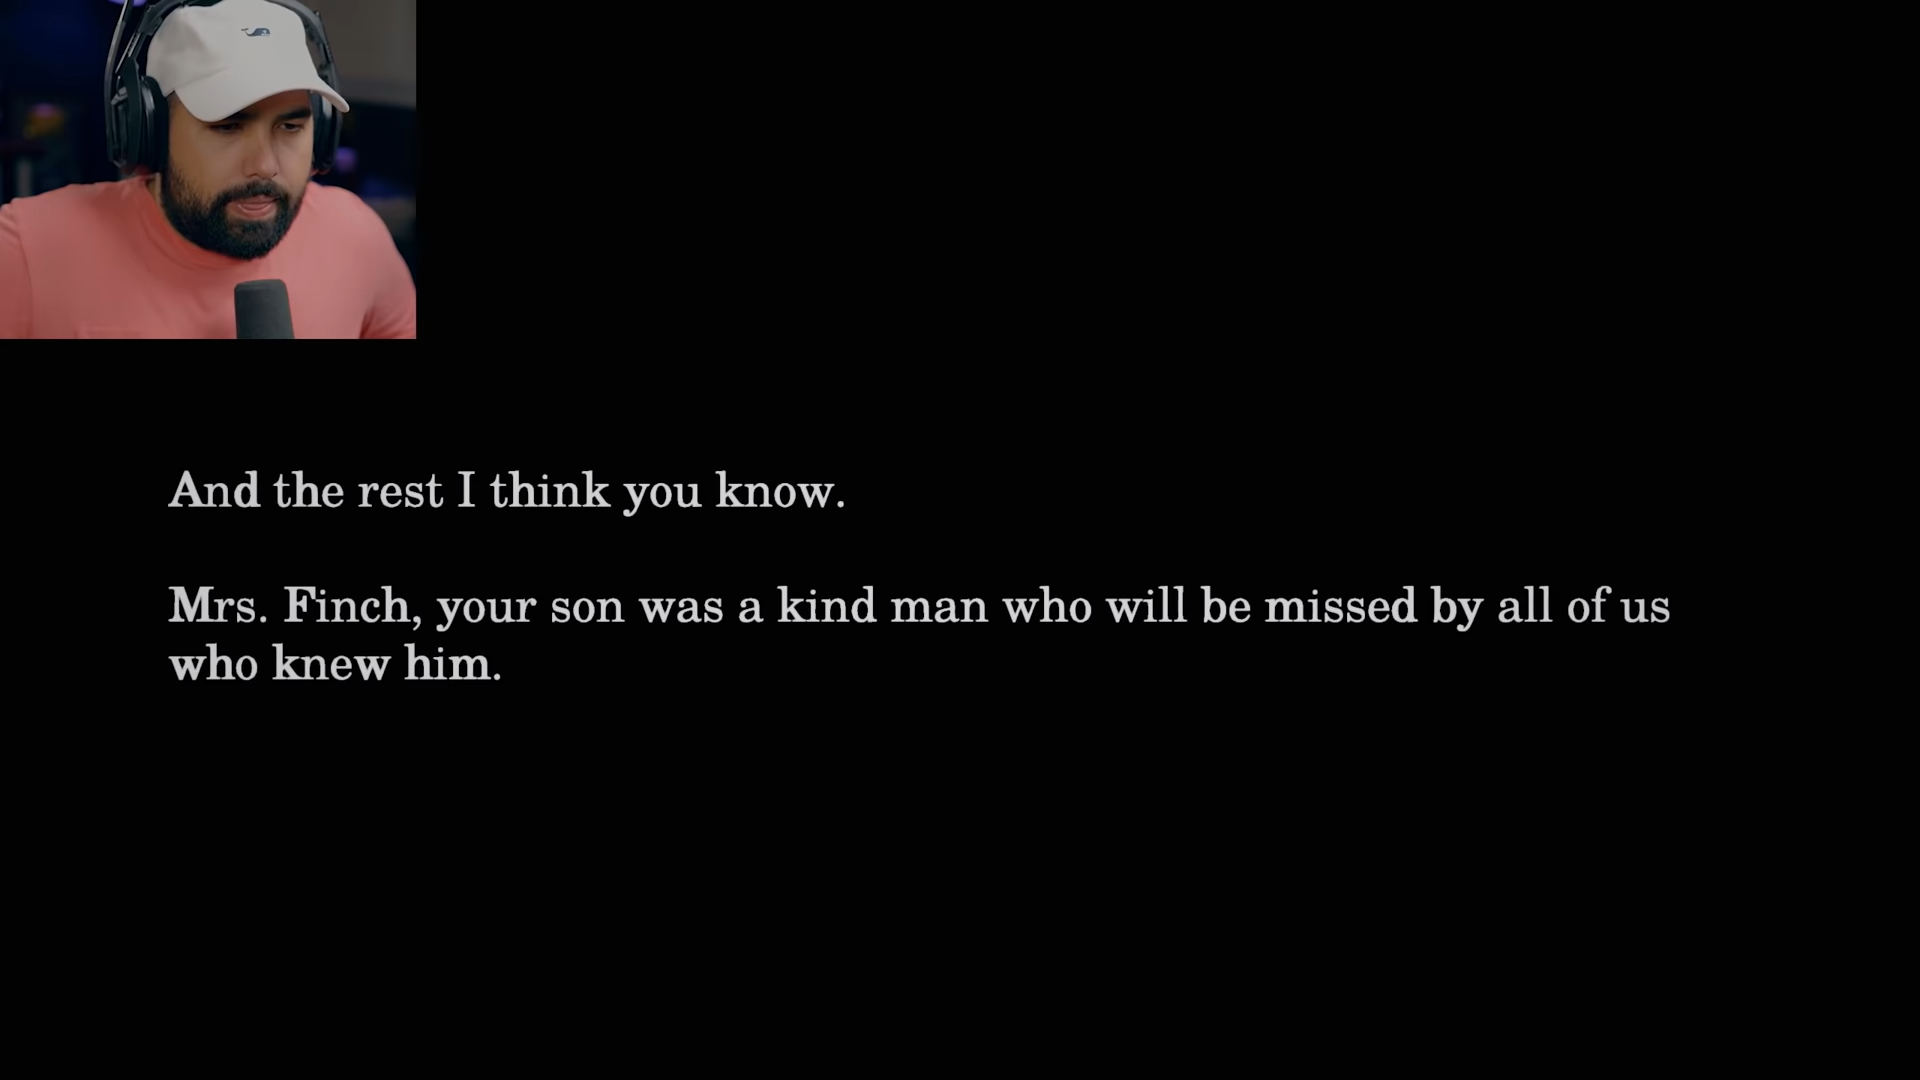 And the rest I think you know.
Mrs. Finch, your son was a kind man who will be missed by all of us
who knew him.